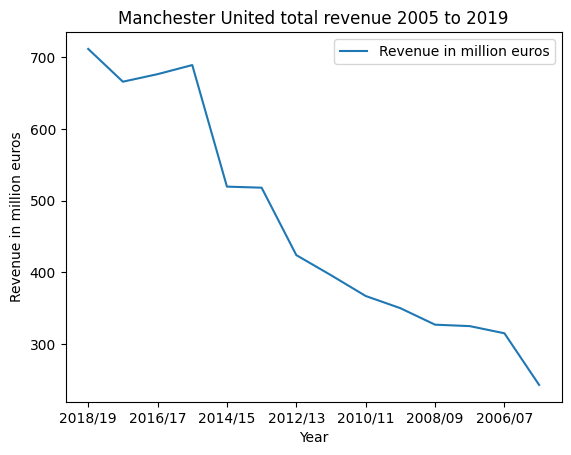 Manchester United total revenue 2005 to 2019
Revenue in million euros
Revenue in million euros
700
600
500
400
300
2018/19 2016/17 2014/15 2012/13 2010/11 2008/09 2006/07
Year